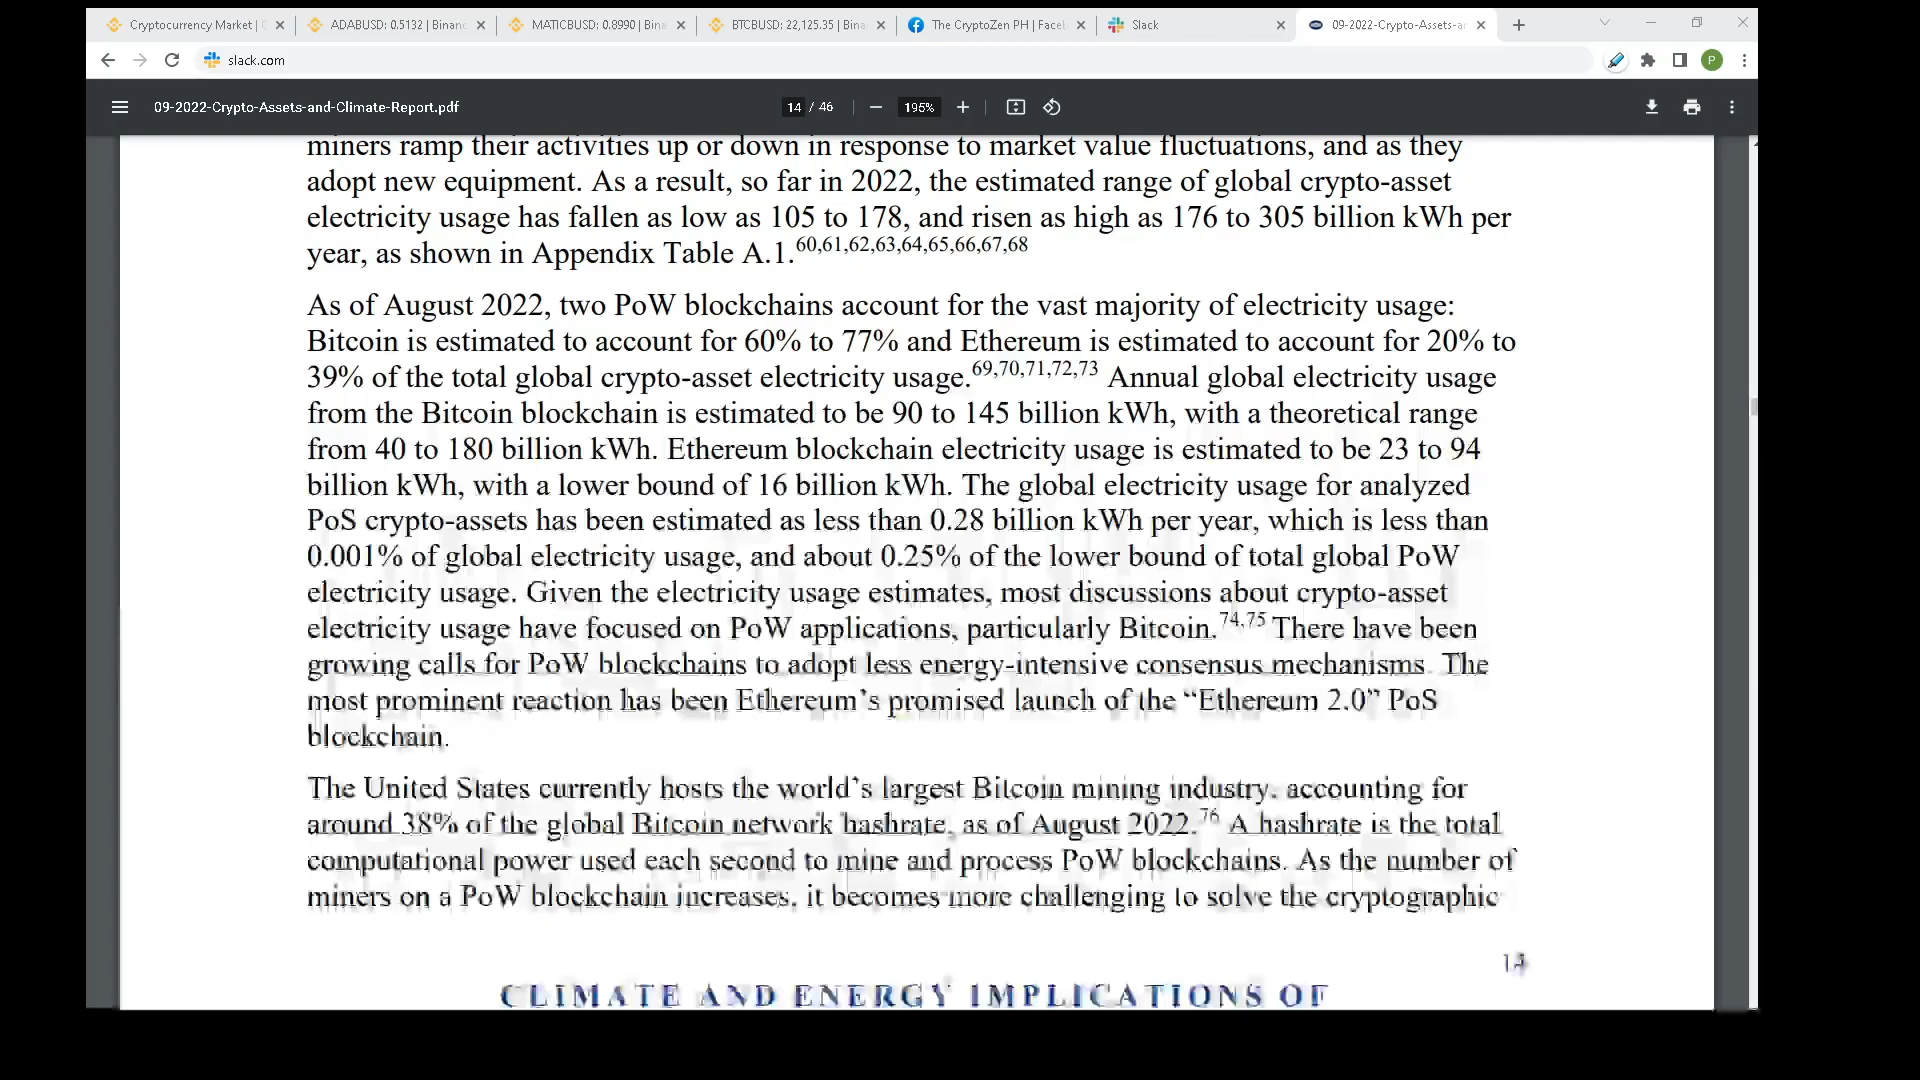 Cryptocurrency Market |
ADABUSD: 0.5132 | Binanc
MATICBUSD: 0.8990 | Bina
BTCBUSD: 22,125.35 | Bina
The CryptoZen PH | Face
Slack
09-2022-Crypto-Assets-an
slack.com
P
09-2022-Crypto-Assets-and-Climate-Report.pdf
14 / 46
195%
miners ramp their activities up or down in response to market value fluctuations, and as they
adopt new equipment. As a result, so far in 2022, the estimated range of global crypto-asset
electricity usage has fallen as low as 105 to 178, and risen as high as 176 to 305 billion kWh per
year, as shown in Appendix Table A.1.60,61,62,63,64,65,66,67,68
As of August 2022, two PoW blockchains account for the vast majority of electricity usage:
Bitcoin is estimated to account for 60% to 77% and Ethereum is estimated to account for 20% to
39% of the total global crypto-asset electricity usage.69,70,71,72,73 Annual global electricity usage
from the Bitcoin blockchain is estimated to be 90 to 145 billion kWh, with a theoretical range
from 40 to 180 billion kWh. Ethereum blockchain electricity usage is estimated to be 23 to 94
billion kWh, with a lower bound of 16 billion kWh. The global electricity usage for analyzed
PoS crypto-assets has been estimated as less than 0.28 billion kWh per year, which is less than
0.001% of global electricity usage, and about 0.25% of the lower bound of total global PoW
electricity usage. Given the electricity usage estimates, most discussions about crypto-asset
electricity usage have focused on PoW applications, particularly Bitcoin.74,75 There have been
growing calls for PoW blockchains to adopt less energy-intensive consensus mechanisms. The
most prominent reaction has been Ethereum's promised launch of the “Ethereum 2.0” PoS
blockchain.
The United States currently hosts the world's largest Bitcoin mining industry, accounting for
around 38% of the global Bitcoin network hashrate, as of August 2022.76 A hashrate is the total
computational power used each second to mine and process PoW blockchains. As the number of
miners on a PoW blockchain increases, it becomes more challenging to solve the cryptographic
14
CLIMATE AND ENERGY IMPLICATIONS OF